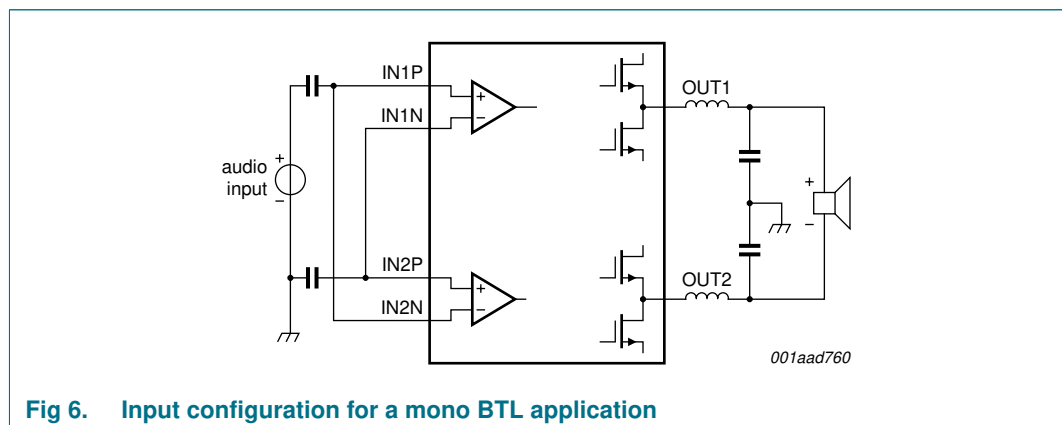 IN1P
IN1N
audio
input
+
−
+
−
IN2P
IN2N
+
−
OUT1
OUT2
+
−
001aad760
Fig 6. Input configuration for a mono BTL application